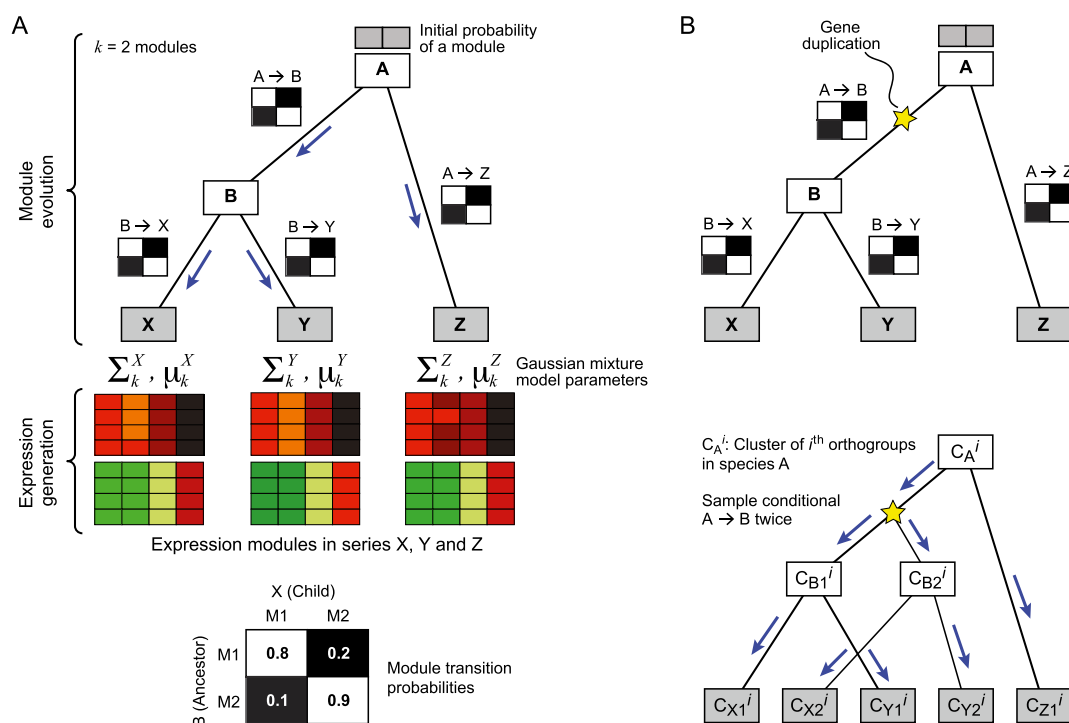 A
k = 2 modules
Initial probability
of a module
A
A → B
A → Z
B
B → X
B → Y
X
Y
Z
Module
evolution
Σ_k^X , μ_k^X
Σ_k^Y , μ_k^Y
Σ_k^Z , μ_k^Z
Gaussian mixture
model parameters
Expression
generation
Expression modules in series X, Y and Z
X (Child)
M1 M2
B (Ancestor)
M1 0.8 0.2
M2 0.1 0.9
Module transition
probabilities
B
Gene
duplication
A
A → B
A → Z
B
B → X
B → Y
X
Y
Z
C_A^i: Cluster of i^th orthogroups
in species A
C_A^i
Sample conditional
A → B twice
C_B1^i
C_B2^i
C_X1^i
C_X2^i
C_Y1^i
C_Y2^i
C_Z1^i